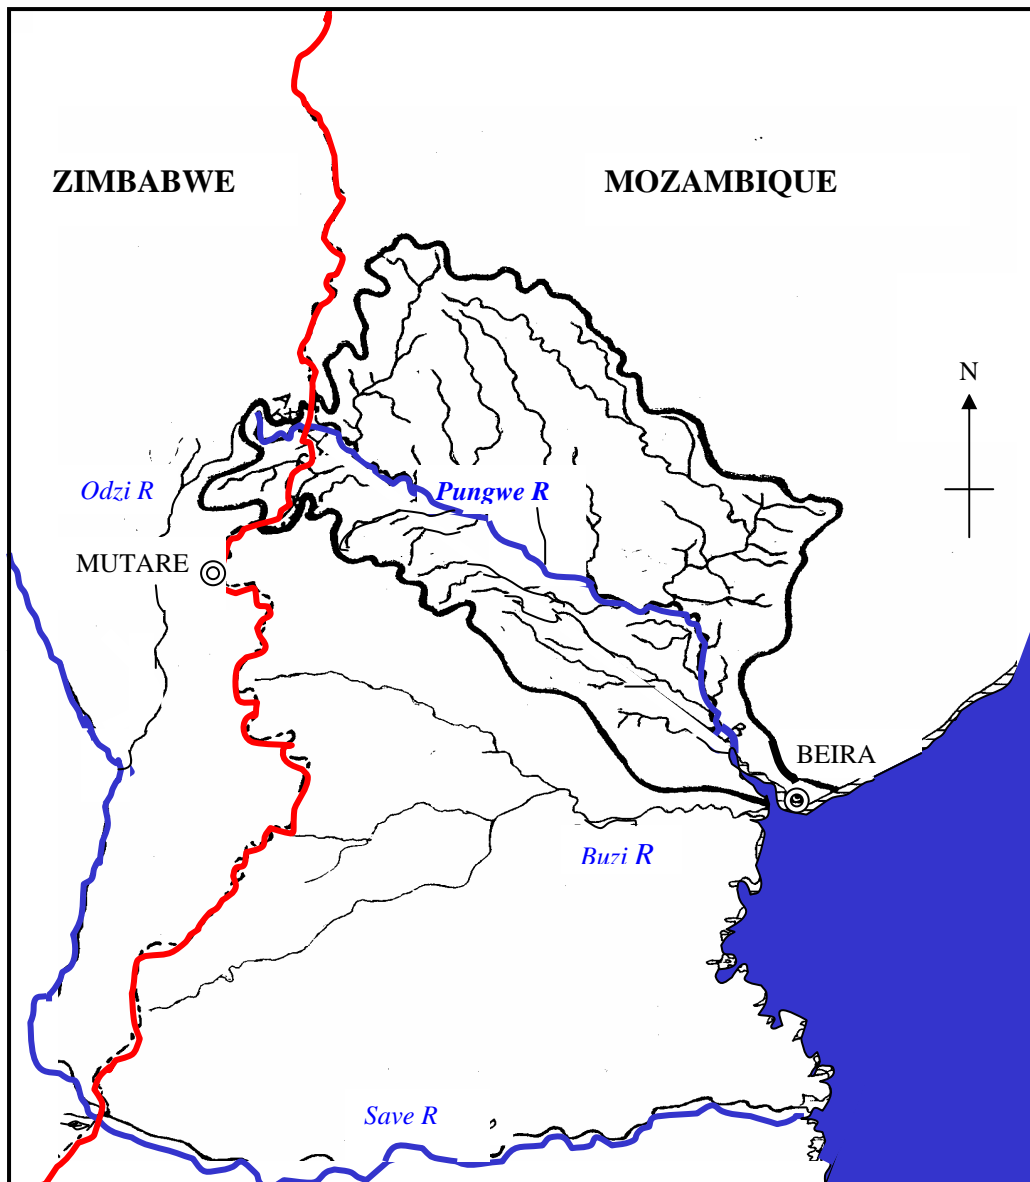 ZIMBABWE
MOZAMBIQUE
N
Odzi R
Pungwe R
MUTARE
BEIRA
Buzi R
Save R